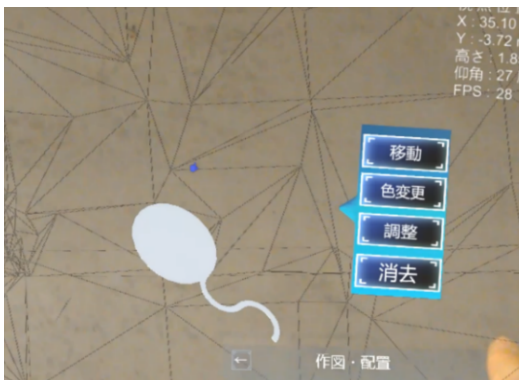 X : 35.10
Y : -3.72
高さ : 1.8
仰角 : 27
FPS : 28
移動
色変更
調整
消去
←
作図・配置